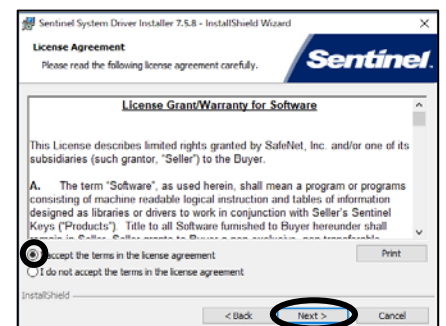 Sentinel System Driver Installer 7.5.8 - InstallShield Wizard
License Agreement
Please read the following license agreement carefully.
Sentinel.
License Grant/Warranty for Software
This License describes limited rights granted by SafeNet, Inc. and/or one of its
subsidiaries (such grantor, "Seller") to the Buyer.
A. The term "Software", as used herein, shall mean a program or programs
consisting of machine readable logical instruction and tables of information
designed as libraries or drivers to work in conjunction with Seller's Sentinel
Keys ("Products"). Title to all Software furnished to Buyer hereunder shall
accept the terms in the license agreement
Print
I do not accept the terms in the license agreement
InstallShield
< Back
Next >
Cancel